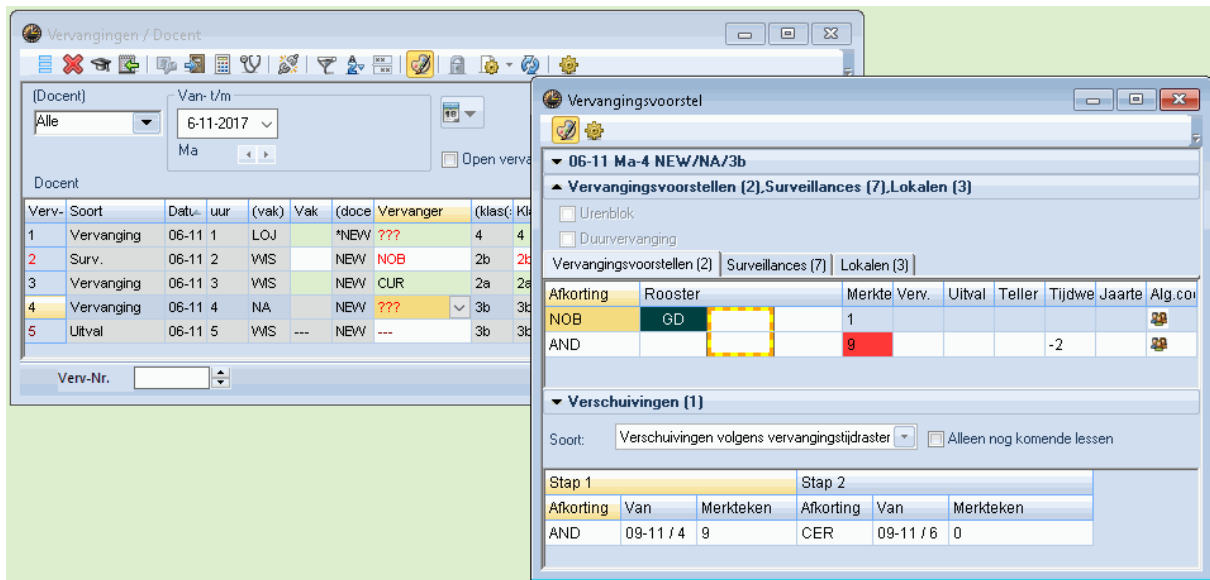 Vervangingen / Docent
(Docent)
Van- t/m
Alle
6-11-2017
18
Ma
Open verva
Docent
Verv- Soort Datu uur (vak) Vak (doce Vervanger (klas(: Kl
1 Vervanging 06-11 1 LOJ *NEW ??? 4 4
2 Surv. 06-11 2 WIS NEW NOB 2b 2b
3 Vervanging 06-11 3 WIS NEW CUR 2a 2a
4 Vervanging 06-11 4 NA NEW ??? 3b 3b
5 Uitval 06-11 5 WIS --- NEW --- 3b 3b
Verv-Nr.
Vervangingsvoorstel
06-11 Ma-4 NEW/NA/3b
Vervangingsvoorstellen (2),Surveillances (7),Lokalen (3)
Urenblok
Duurvervanging
Vervangingsvoorstellen (2) Surveillances (7) Lokalen (3)
Afkorting Rooster Merkte Verv. Uitval Teller Tijdwe Jaarte Alg.cou
NOB GD 1
AND 9 -2
Verschuivingen (1)
Soort: Verschuivingen volgens vervangingstijdraster Alleen nog komende lessen
Stap 1 Stap 2
Afkorting Van Merkteken Afkorting Van Merkteken
AND 09-11 / 4 9 CER 09-11 / 6 0